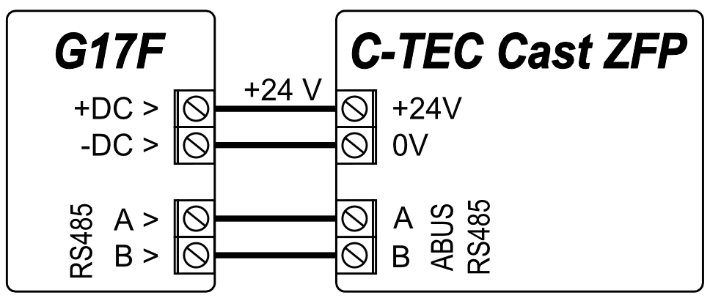 G17F
C-TEC Cast ZFP
+24 V
+DC >
+24V
-DC >
0V
RS485
A >
B >
A
B
ABUS
RS485